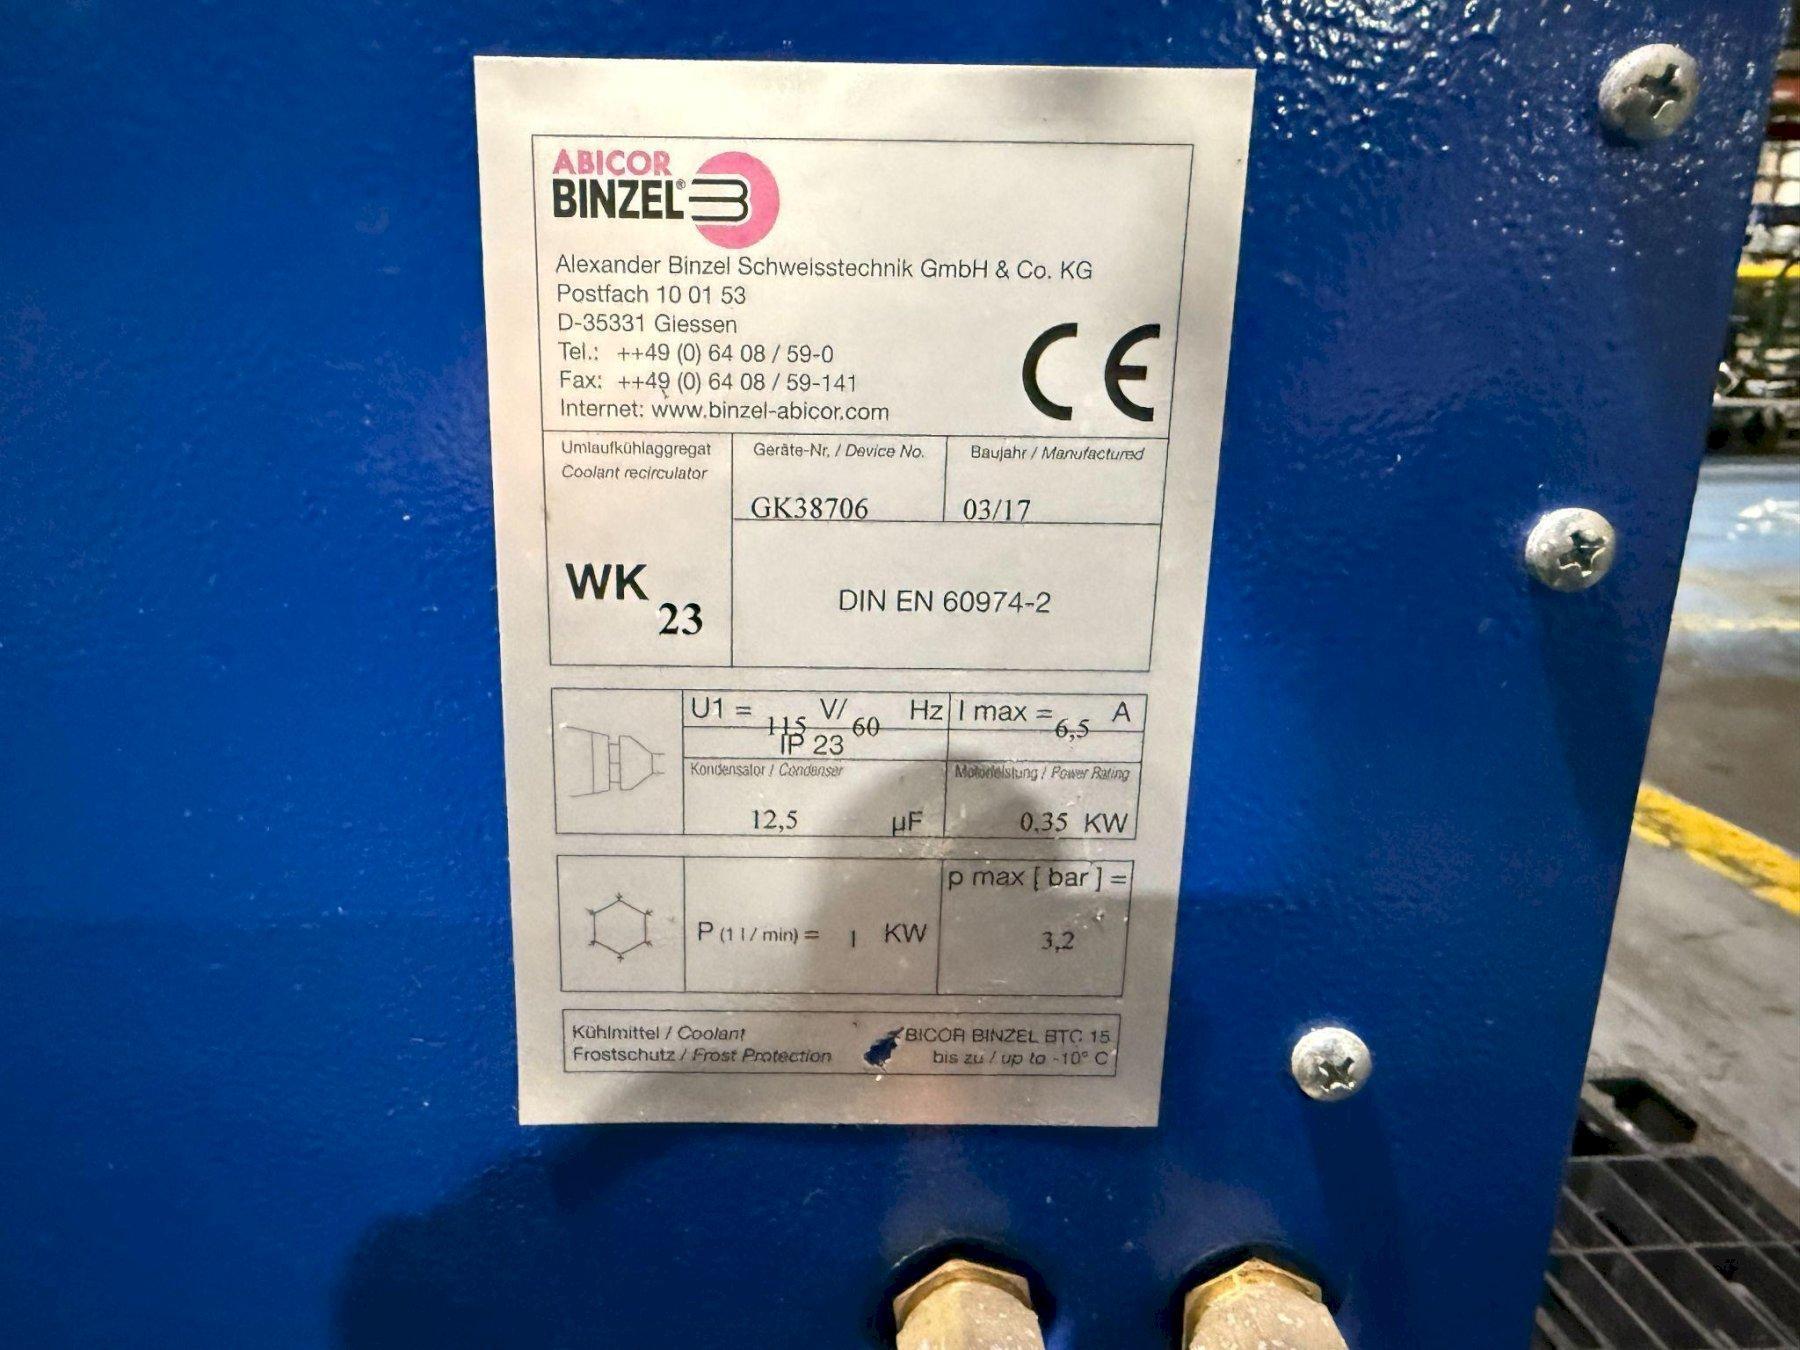 ABICOR
BINZEL®
Alexander Binzel Schweisstechnik GmbH & Co. KG
Postfach 10 01 53
D-35331 Giessen
Tel.: ++49 (0) 64 08 / 59-0
Fax: ++49 (0) 64 08 / 59-141
Internet: www.binzel-abicor.com
CE
Umlaufkühlaggregat
Coolant recirculator
WK 23
Geräte-Nr. / Device No.
GK38706
Baujahr / Manufactured
03/17
DIN EN 60974-2
U1 = 115 V/ 60 Hz
I max = 6,5 A
IP 23
Kondensator / Condenser
12,5 µF
Motorleistung / Power Rating
0,35 KW
P (1 l / min) = 1 KW
p max [ bar ] =
3,2
Kühlmittel / Coolant BICOR BINZEL BTC 15
Frostschutz / Frost Protection bis zu / up to -10° C